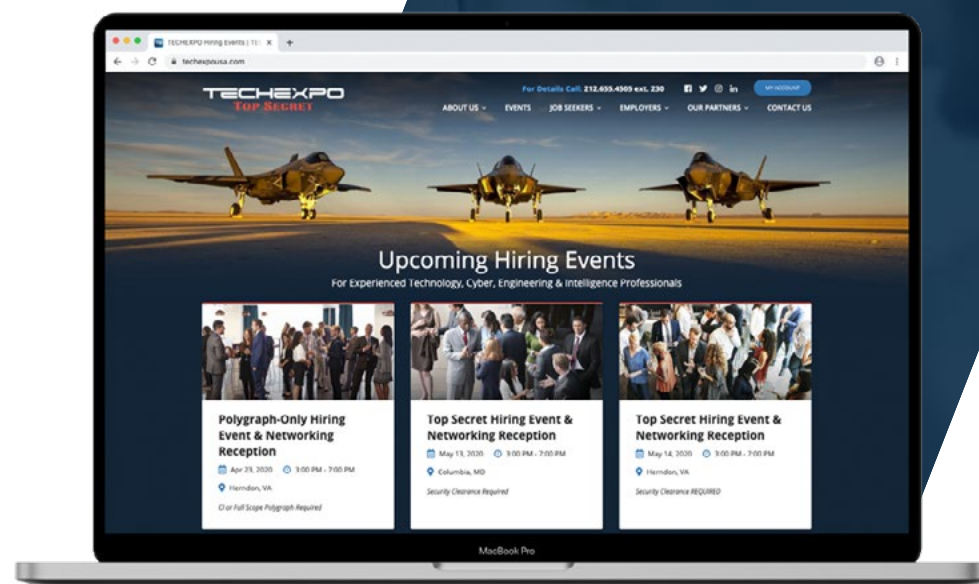 TECHEXPO Hiring Events | TE
techexpousa.com
TECHEXPO
TOP SECRET
For Details Call: 212.655.4505 ext. 230
MY ACCOUNT
ABOUT US EVENTS JOB SEEKERS EMPLOYERS OUR PARTNERS CONTACT US
Upcoming Hiring Events
For Experienced Technology, Cyber, Engineering & Intelligence Professionals
Polygraph-Only Hiring
Event & Networking
Reception
Apr 23, 2020 3:00 PM - 7:00 PM
Herndon, VA
CI or Full Scope Polygraph Required
Top Secret Hiring Event &
Networking Reception
May 13, 2020 3:00 PM - 7:00 PM
Columbia, MD
Security Clearance Required
Top Secret Hiring Event &
Networking Reception
May 14, 2020 3:00 PM - 7:00 PM
Herndon, VA
Security Clearance REQUIRED
MacBook Pro